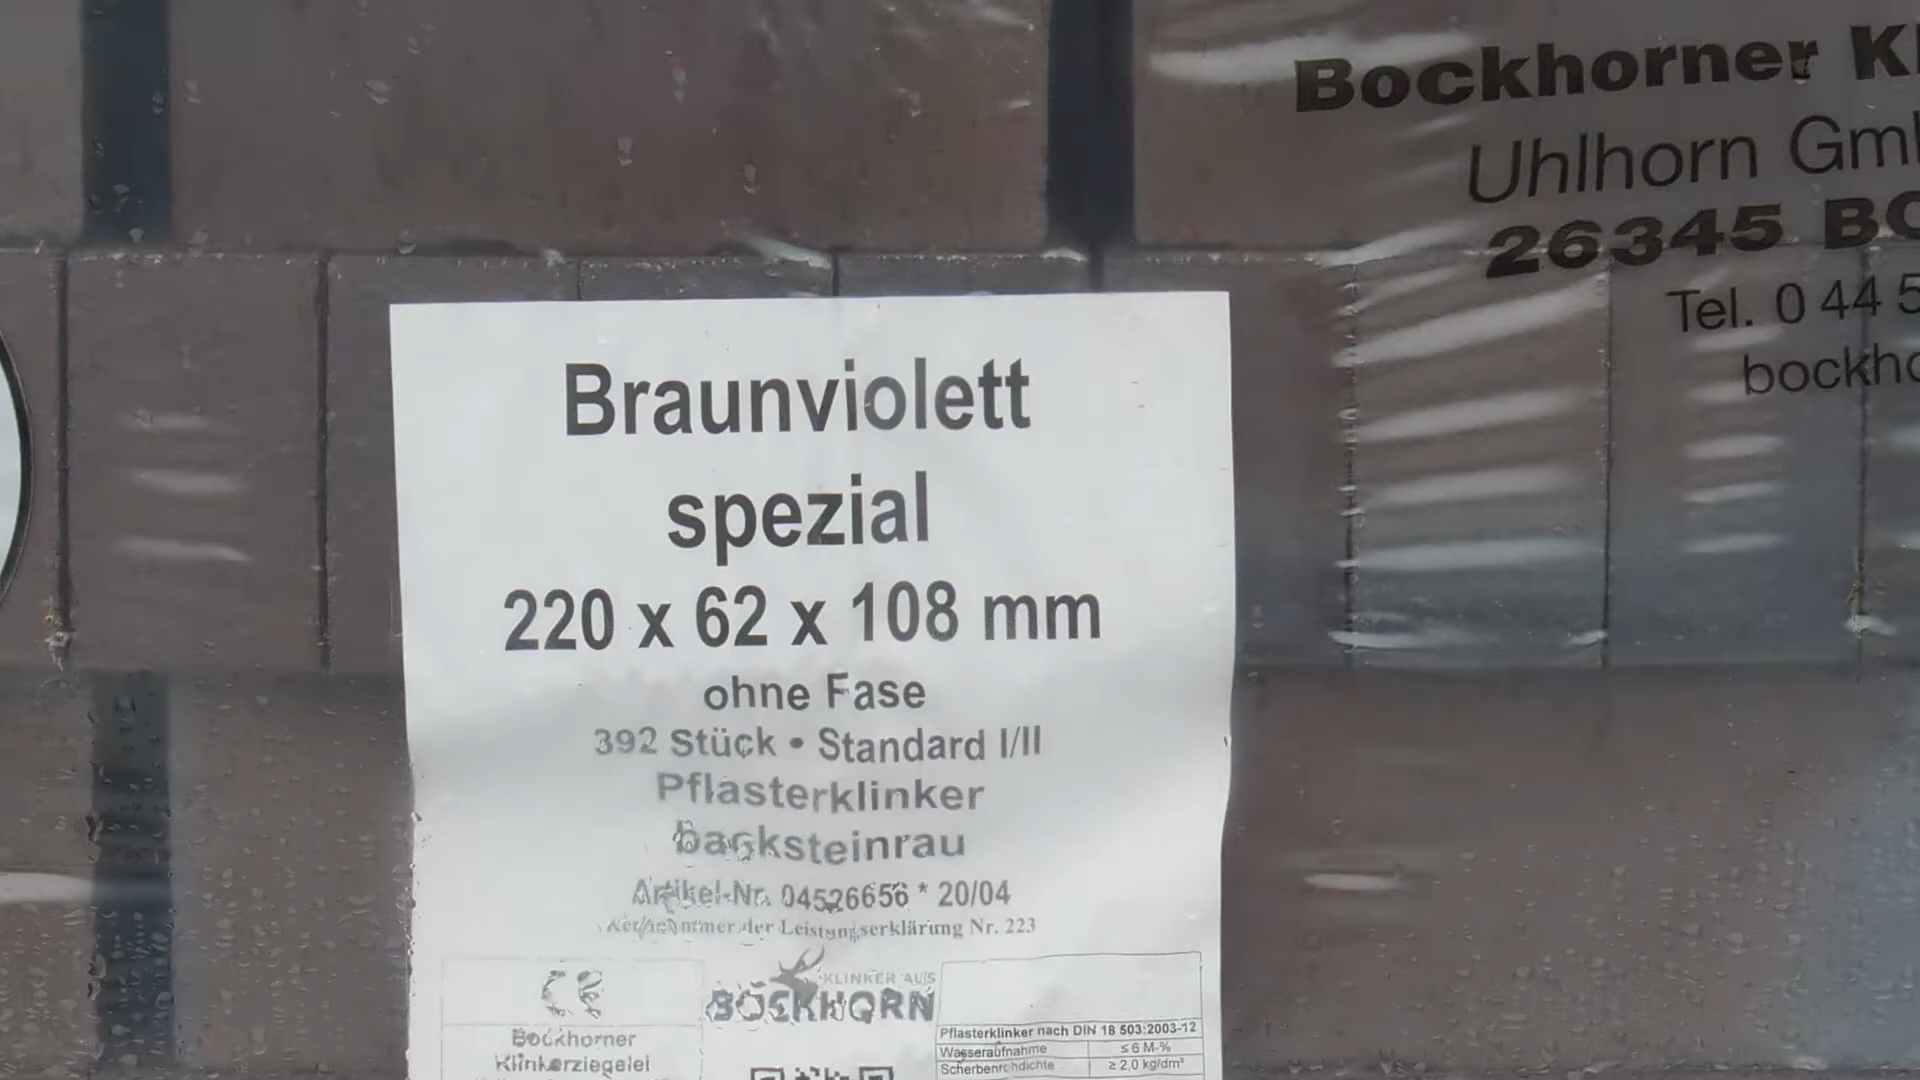 Bockhorner Kl
Uhlhorn Gmb
26345 BO
Tel. 0 44 5
bockho
Braunviolett
spezial
220 x 62 x 108 mm
ohne Fase
392 Stück • Standard I/II
Pflasterklinker
backsteinrau
Artikel-Nr. 04526656 * 20/04
Kennnummer der Leistungserklärung Nr. 223
CE
KLINKER AUS
BOCKHORN
Bockhorner
Klinkerziegelei
Pflasterklinker nach DIN 18 503:2003-12
Wasseraufnahme ≤ 6 M-%
Scherbenrohdichte ≥ 2,0 kg/dm³